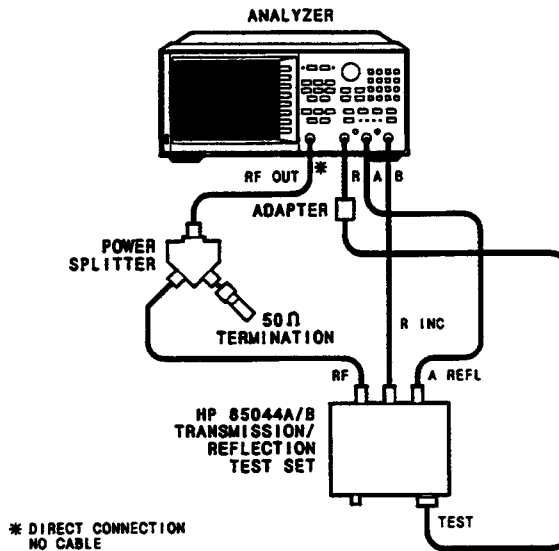 ANALYZER
RF OUT
*
R
A
B
ADAPTER
POWER
SPLITTER
50Ω
TERMINATION
R INC
RF
A REFL
HP 85044A/B
TRANSMISSION/
REFLECTION
TEST SET
TEST
* DIRECT CONNECTION
NO CABLE